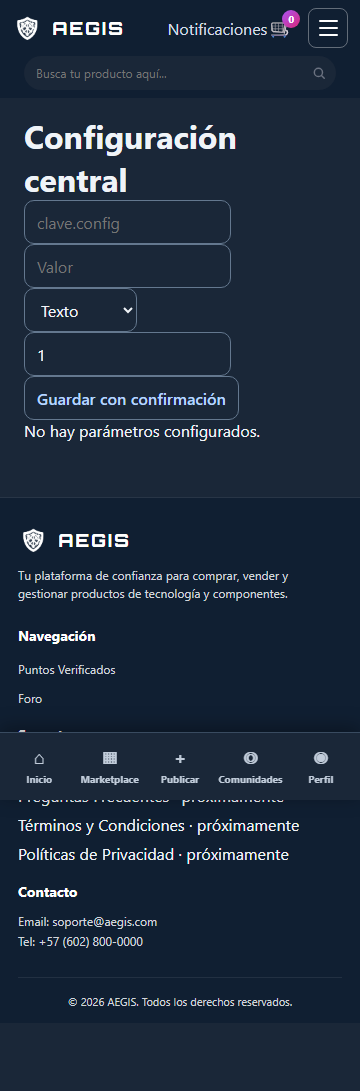 AEGIS
Notificaciones
0
Busca tu producto aquí...
Configuración
central
clave.config
Valor
Texto
1
Guardar con confirmación
No hay parámetros configurados.
AEGIS
Tu plataforma de confianza para comprar, vender y
gestionar productos de tecnología y componentes.
Navegación
Puntos Verificados
Foro
Inicio
Marketplace
+
Publicar
Comunidades
Perfil
Preguntas Frecuentes · próximamente
Términos y Condiciones · próximamente
Políticas de Privacidad · próximamente
Contacto
Email: soporte@aegis.com
Tel: +57 (602) 800-0000
© 2026 AEGIS. Todos los derechos reservados.